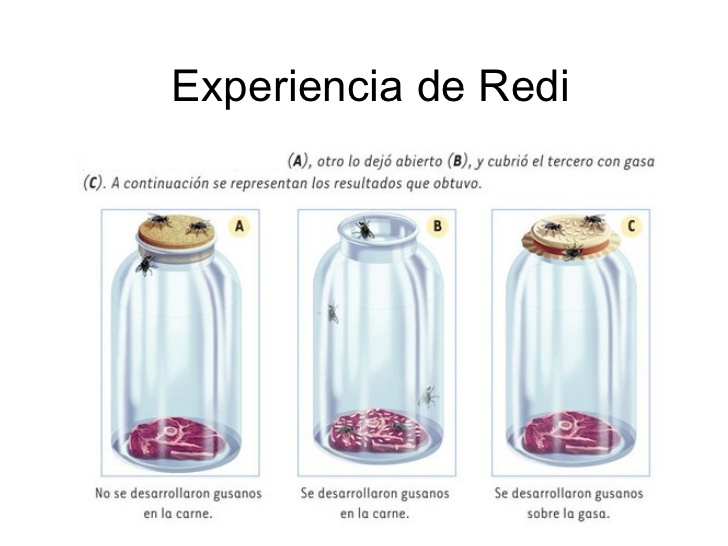 Experiencia de Redi
(A), otro lo dejó abierto (B), y cubrió el tercero con gasa
(C). A continuación se representan los resultados que obtuvo.
A
B
C
No se desarrollaron gusanos
en la carne.
Se desarrollaron gusanos
en la carne.
Se desarrollaron gusanos
sobre la gasa.